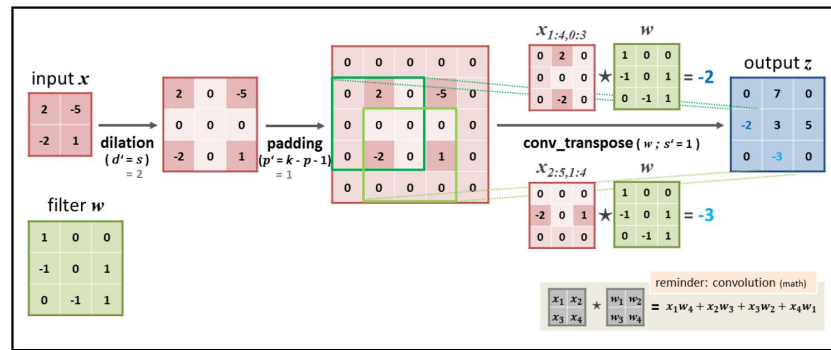 input x
2 -5
-2 1
dilation
( d' = s )
= 2
2 0 -5
0 0 0
-2 0 1
padding
(p' = k - p - 1)
= 1
0 0 0 0 0
0 2 0 -5 0
0 0 0 0 0
0 -2 0 1 0
0 0 0 0 0
x1:4,0:3 w
0 2 0
0 0 0
0 -2 0
★
1 0 0
-1 0 1
0 -1 1
= -2
conv_transpose ( w ; s' = 1 )
x2:5,1:4 w
0 0 0
-2 0 1
0 0 0
★
1 0 0
-1 0 1
0 -1 1
= -3
output z
0 7 0
-2 3 5
0 -3 0
filter w
1 0 0
-1 0 1
0 -1 1
reminder: convolution (math)
x1 x2
x3 x4
★
w1 w2
w3 w4
= x1w4 + x2w3 + x3w2 + x4w1